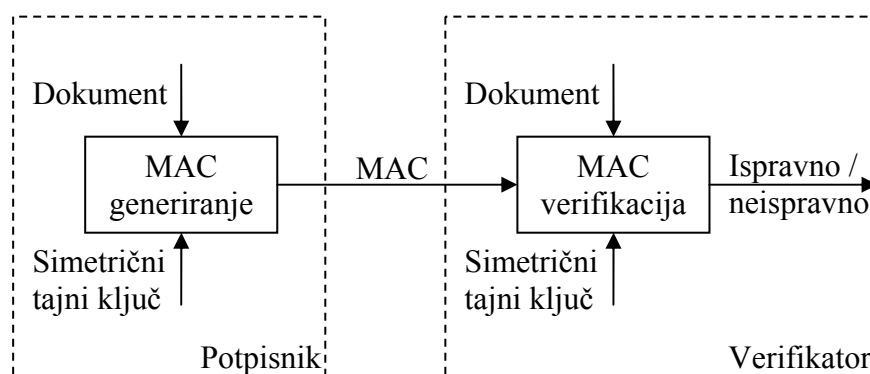 Dokument
MAC
generiranje
Simetrični
tajni ključ
Potpisnik
MAC
Dokument
MAC
verifikacija
Simetrični
tajni ključ
Ispravno /
neispravno
Verifikator